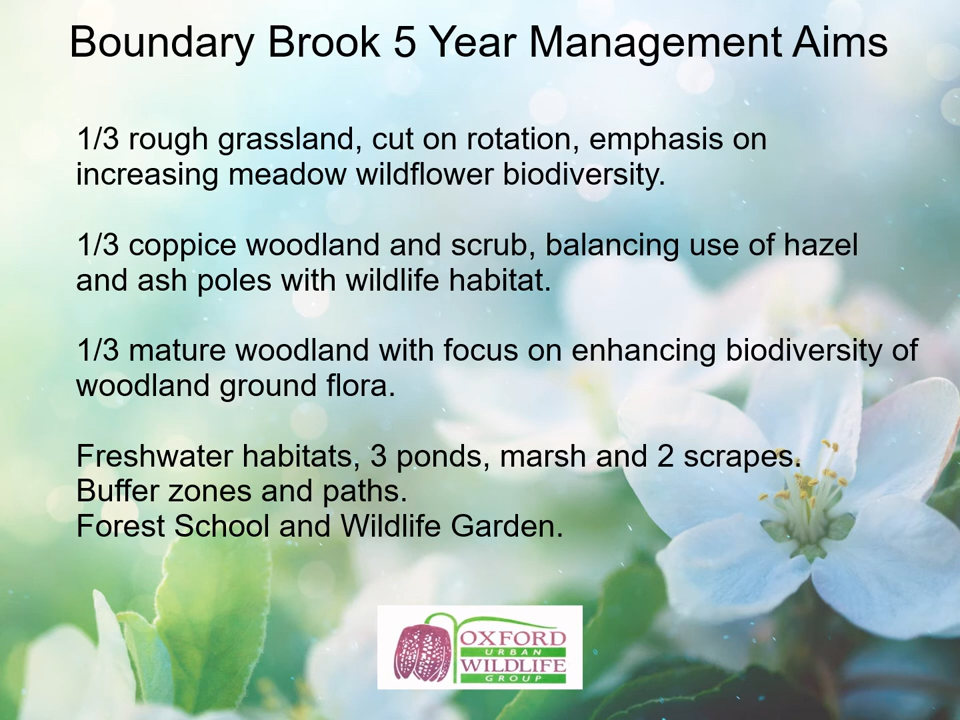 Boundary Brook 5 Year Management Aims
1/3 rough grassland, cut on rotation, emphasis on
increasing meadow wildflower biodiversity.
1/3 coppice woodland and scrub, balancing use of hazel
and ash poles with wildlife habitat.
1/3 mature woodland with focus on enhancing biodiversity of
woodland ground flora.
Freshwater habitats, 3 ponds, marsh and 2 scrapes.
Buffer zones and paths.
Forest School and Wildlife Garden.
OXFORD
URBAN
WILDLIFE
GROUP